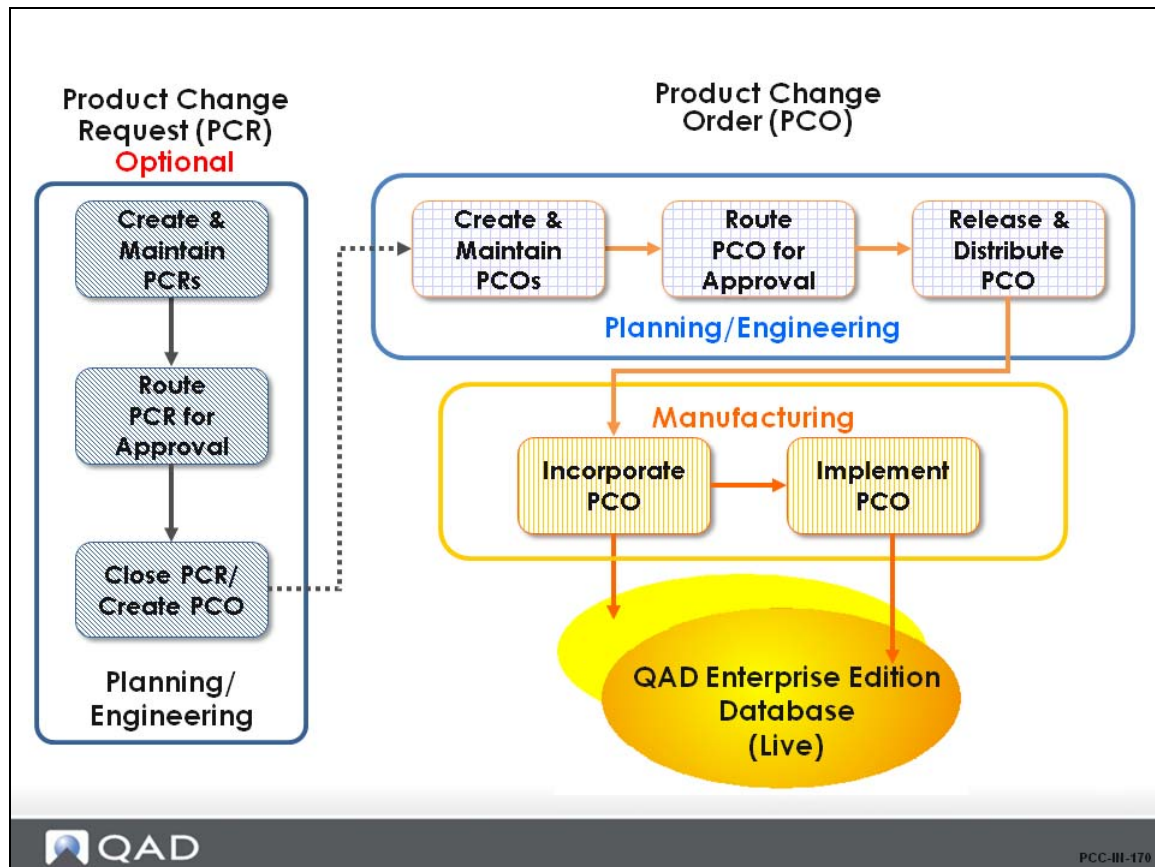 Product Change
Request (PCR)
Optional
Create &
Maintain
PCRs
Route
PCR for
Approval
Close PCR/
Create PCO
Planning/
Engineering
Product Change
Order (PCO)
Create &
Maintain
PCOs
Route
PCO for
Approval
Release &
Distribute
PCO
Planning/Engineering
Manufacturing
Incorporate
PCO
Implement
PCO
QAD Enterprise Edition
Database
(Live)
QAD
PCC-IN-170